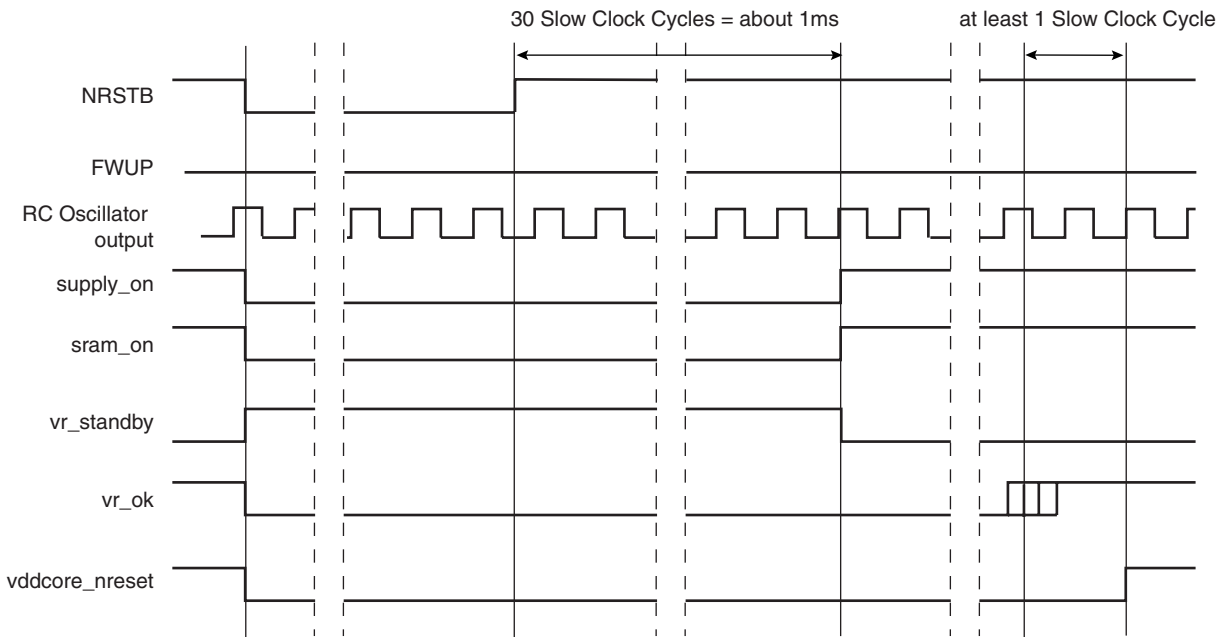 30 Slow Clock Cycles = about 1ms
at least 1 Slow Clock Cycle
NRSTB
FWUP
RC Oscillator
output
supply_on
sram_on
vr_standby
vr_ok
vddcore_nreset